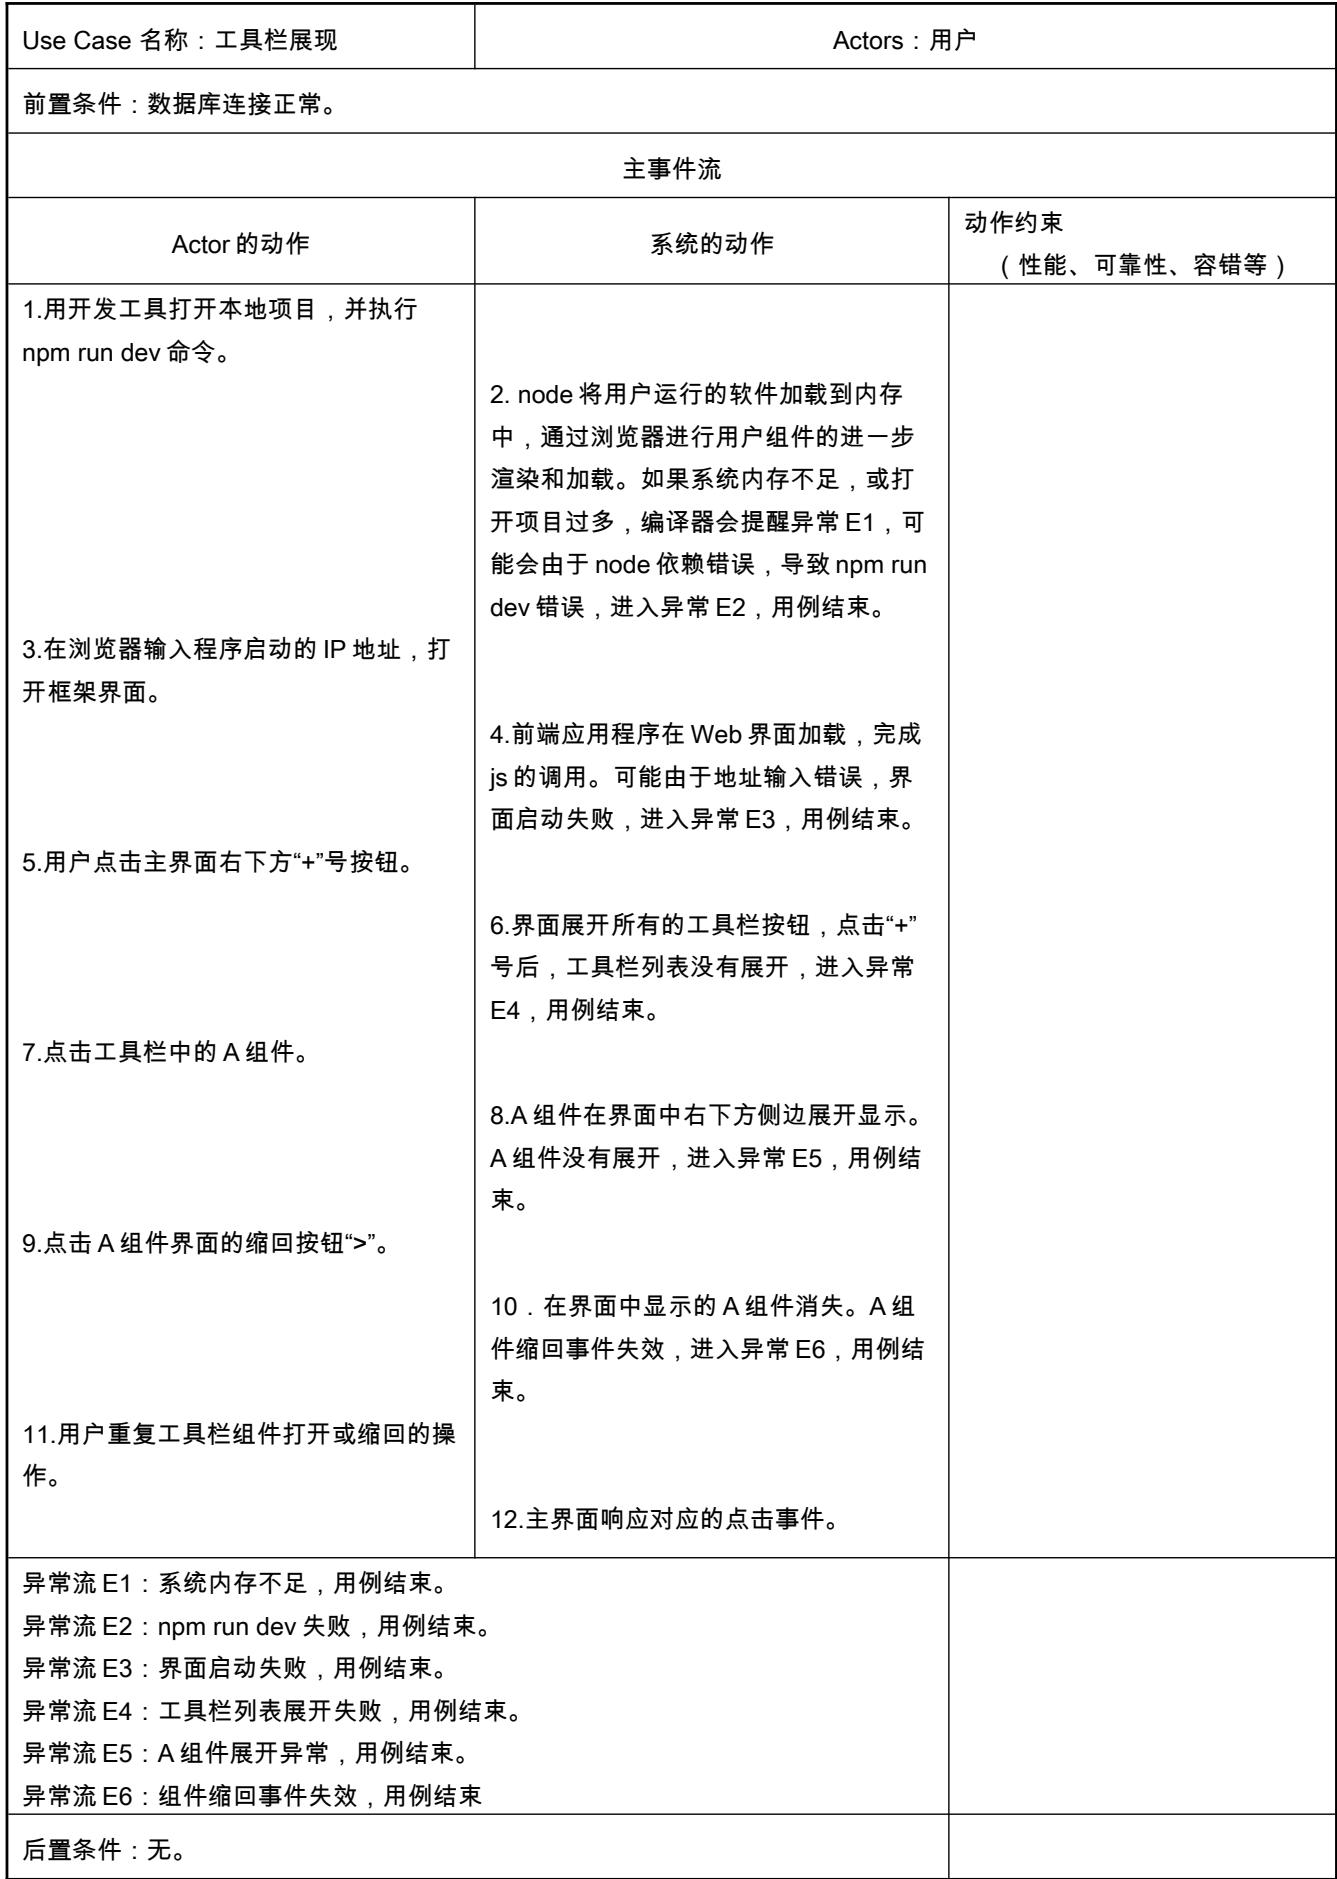 Use Case 名称：工具栏展现
Actors：用户
前置条件：数据库连接正常。
主事件流
Actor 的动作
系统的动作
动作约束
（性能、可靠性、容错等）
1.用开发工具打开本地项目，并执行
npm run dev 命令。
2. node 将用户运行的软件加载到内存
中，通过浏览器进行用户组件的进一步
渲染和加载。如果系统内存不足，或打
开项目过多，编译器会提醒异常 E1，可
能会由于 node 依赖错误，导致 npm run
dev 错误，进入异常 E2，用例结束。
3.在浏览器输入程序启动的 IP 地址，打
开框架界面。
4.前端应用程序在 Web 界面加载，完成
js 的调用。可能由于地址输入错误，界
面启动失败，进入异常 E3，用例结束。
5.用户点击主界面右下方“+”号按钮。
6.界面展开所有的工具栏按钮，点击“+”
号后，工具栏列表没有展开，进入异常
E4，用例结束。
7.点击工具栏中的 A 组件。
8.A 组件在界面中右下方侧边展开显示。
A 组件没有展开，进入异常 E5，用例结
束。
9.点击 A 组件界面的缩回按钮“>”。
10．在界面中显示的 A 组件消失。A 组
件缩回事件失效，进入异常 E6，用例结
束。
11.用户重复工具栏组件打开或缩回的操
作。
12.主界面响应对应的点击事件。
异常流 E1：系统内存不足，用例结束。
异常流 E2：npm run dev 失败，用例结束。
异常流 E3：界面启动失败，用例结束。
异常流 E4：工具栏列表展开失败，用例结束。
异常流 E5：A 组件展开异常，用例结束。
异常流 E6：组件缩回事件失效，用例结束
后置条件：无。